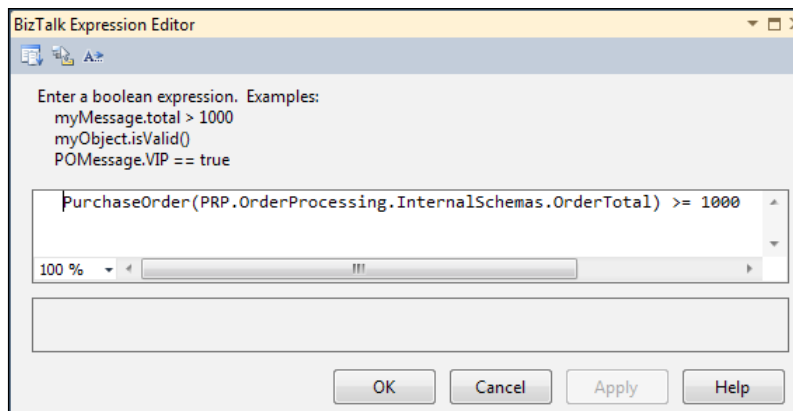 BizTalk Expression Editor
Enter a boolean expression. Examples:
myMessage.total > 1000
myObject.isValid()
POMessage.VIP == true
PurchaseOrder(PRP.OrderProcessing.InternalSchemas.OrderTotal) >= 1000
100 %
OK Cancel Apply Help